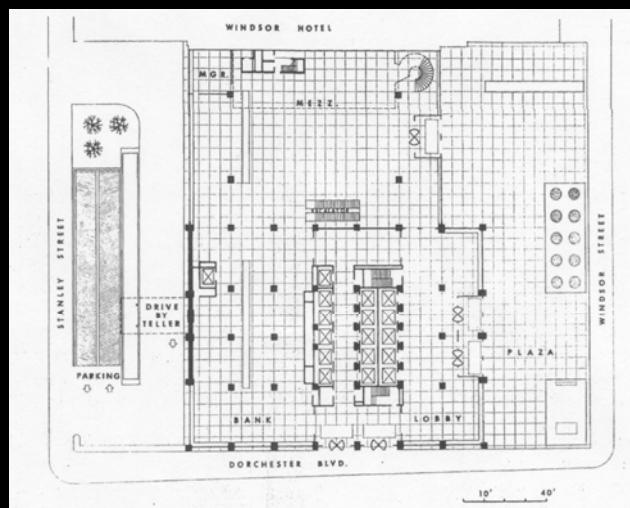 WINDSOR HOTEL
MGR.
MEZZ.
ESCALATOR
STANLEY STREET
WINDSOR STREET
DRIVE
BY
TELLER
PLAZA
PARKING
BANK
LOBBY
DORCHESTER BLVD.
10' 40'